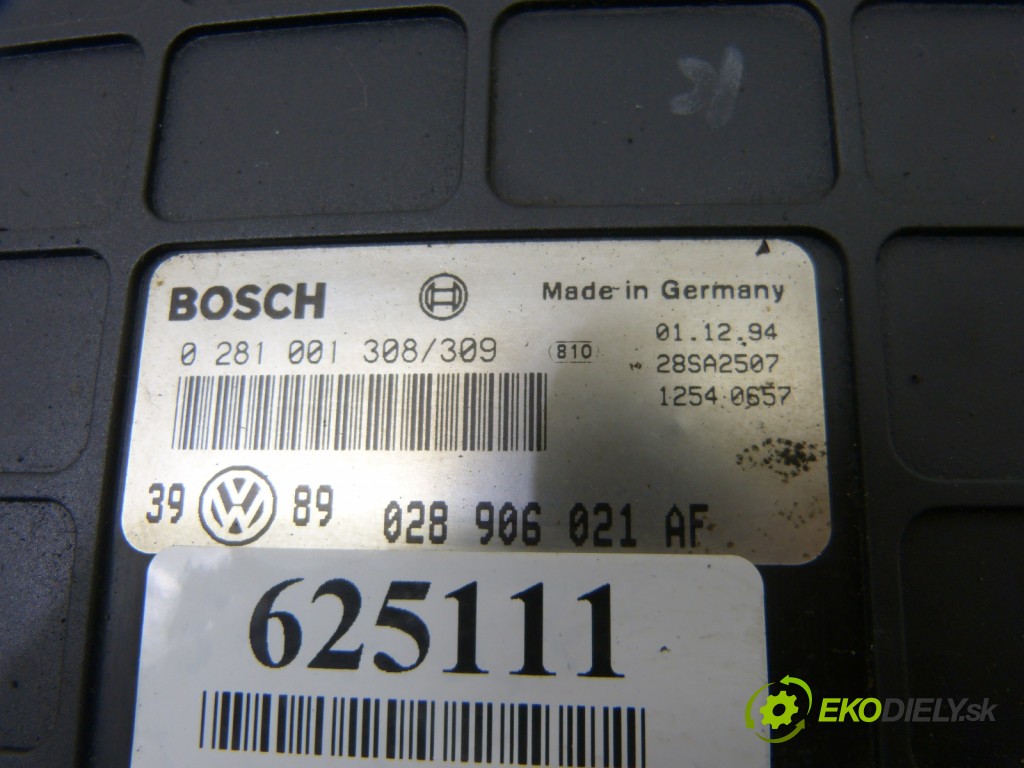 BOSCH
Made in Germany
0 281 001 308/309
810
01.12.94
28SA2507
1254 0657
39 VW 89 028 906 021 AF
625111
EKODIELY.sk